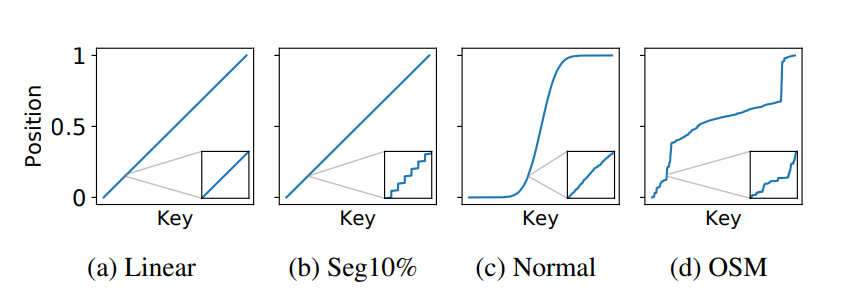 Position
1
0.5
0
Key
Key
Key
Key
(a) Linear
(b) Seg10%
(c) Normal
(d) OSM